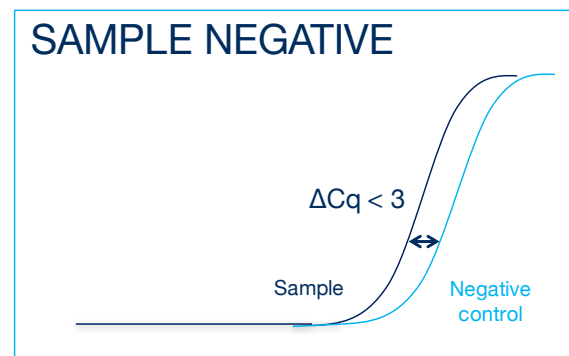 SAMPLE NEGATIVE
ΔCq < 3
Sample
Negative
control